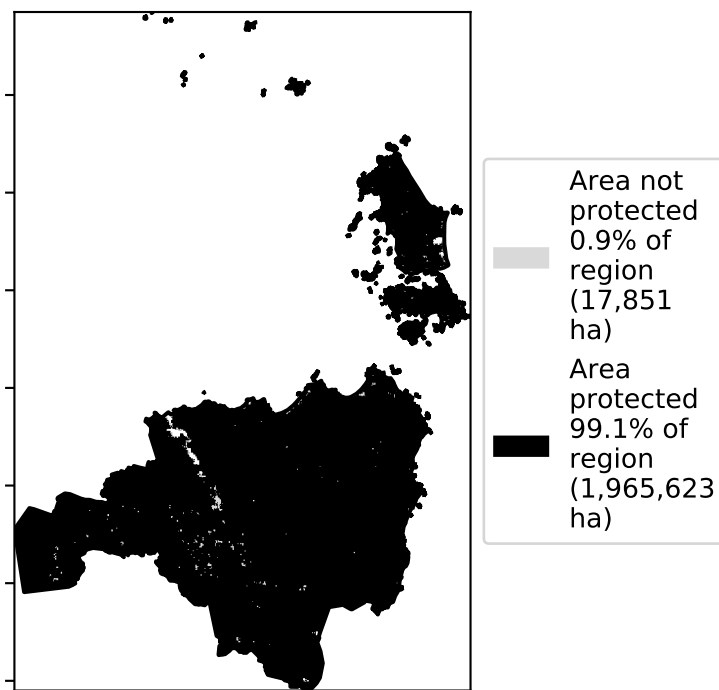 Area not
protected
0.9% of
region
(17,851
ha)
Area
protected
99.1% of
region
(1,965,623
ha)